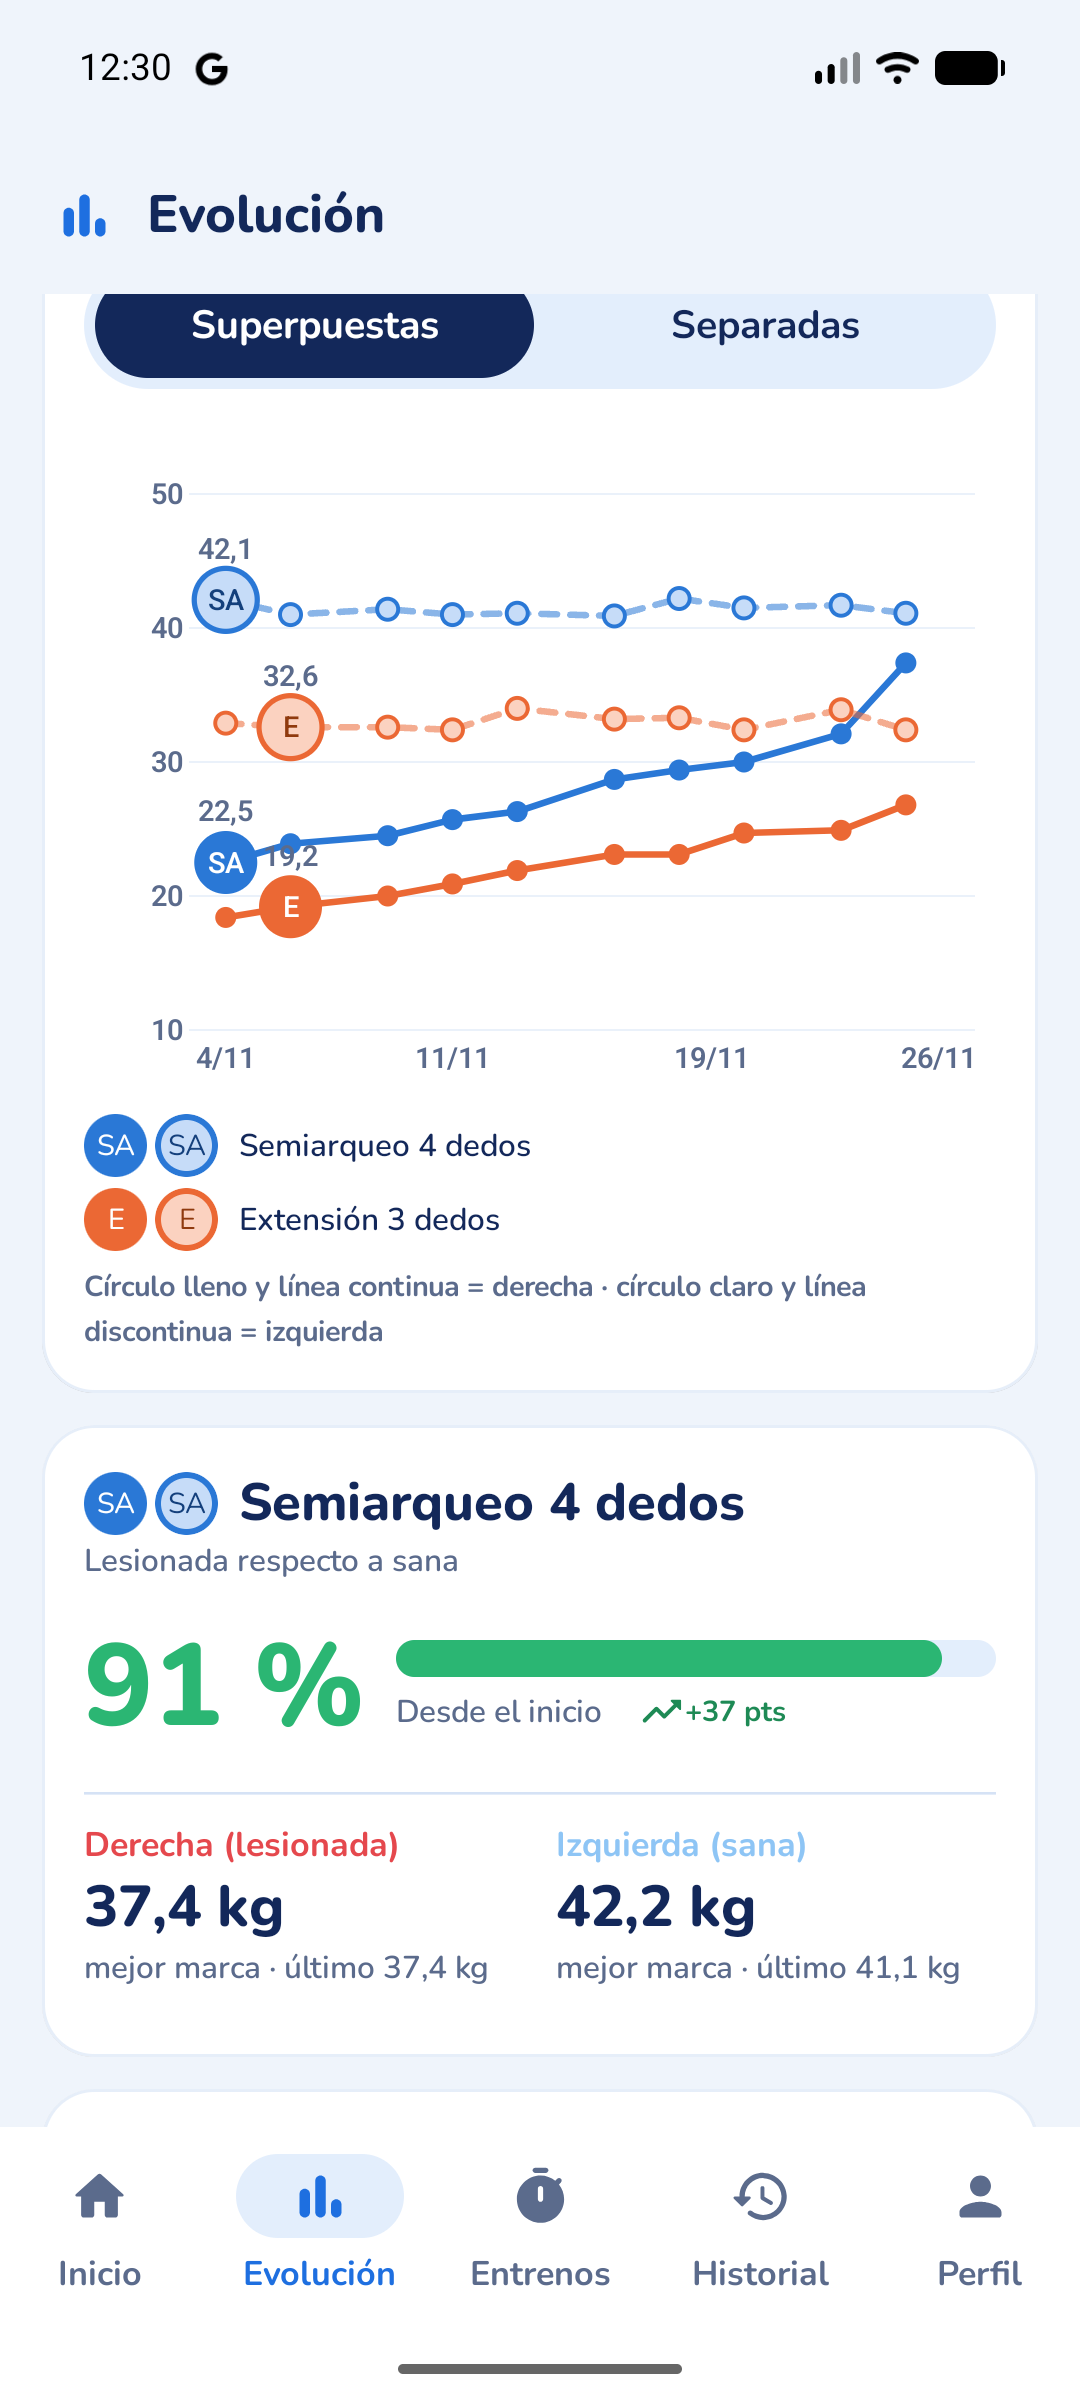 12:30
Evolución
Superpuestas Separadas
50
42,1
SA
40
32,6
E
30
22,5
SA 19,2
20
E
10
4/11 11/11 19/11 26/11
SA SA Semiarqueo 4 dedos
E E Extensión 3 dedos
Círculo lleno y línea continua = derecha · círculo claro y línea
discontinua = izquierda
SA SA Semiarqueo 4 dedos
Lesionada respecto a sana
91 %
Desde el inicio +37 pts
Derecha (lesionada) Izquierda (sana)
37,4 kg 42,2 kg
mejor marca · último 37,4 kg mejor marca · último 41,1 kg
Inicio Evolución Entrenos Historial Perfil